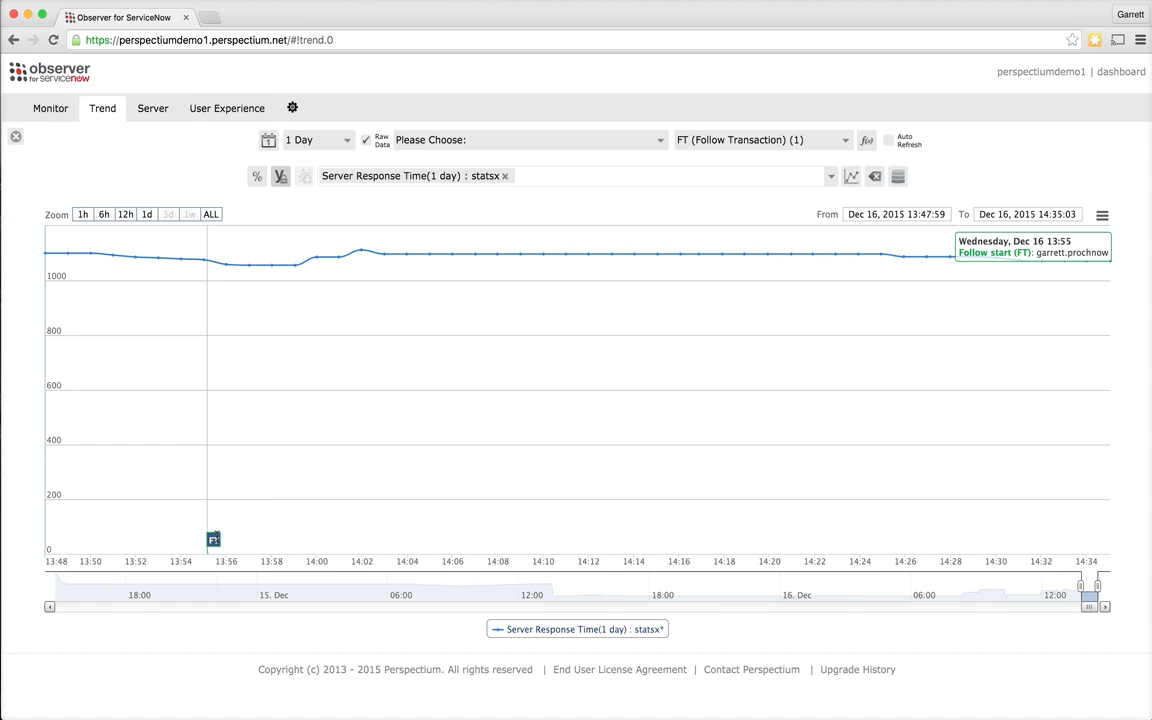 Observer for ServiceNow
Garrett
https://perspectiumdemo1.perspectium.net/#!trend.0
observer
for servicenow
perspectiumdemo1 | dashboard
Monitor Trend Server User Experience
1 Day Raw Data Please Choose: FT (Follow Transaction) (1) f(x) Auto Refresh
% y Server Response Time(1 day) : statsx
Zoom 1h 6h 12h 1d 3d 1w ALL From Dec 16, 2015 13:47:59 To Dec 16, 2015 14:35:03
Wednesday, Dec 16 13:55
Follow start (FT): garrett.prochnow
1000
800
600
400
200
FT
0
13:48 13:50 13:52 13:54 13:56 13:58 14:00 14:02 14:04 14:06 14:08 14:10 14:12 14:14 14:16 14:18 14:20 14:22 14:24 14:26 14:28 14:30 14:32 14:34
18:00 15. Dec 06:00 12:00 18:00 16. Dec 06:00 12:00
Server Response Time(1 day) : statsx*
Copyright (c) 2013 - 2015 Perspectium. All rights reserved | End User License Agreement | Contact Perspectium | Upgrade History